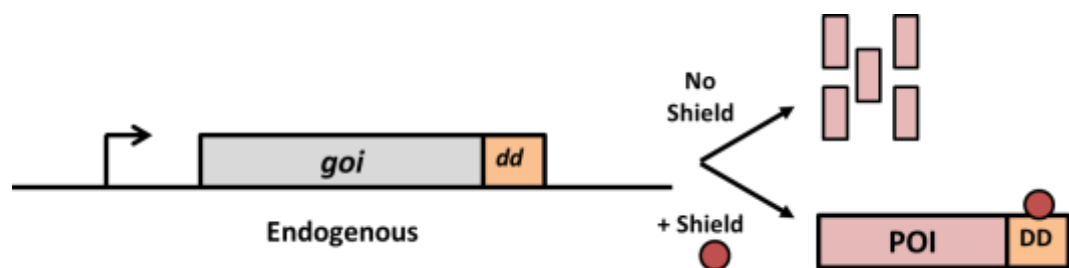 goi
dd
Endogenous
No
Shield
+ Shield
POI
DD